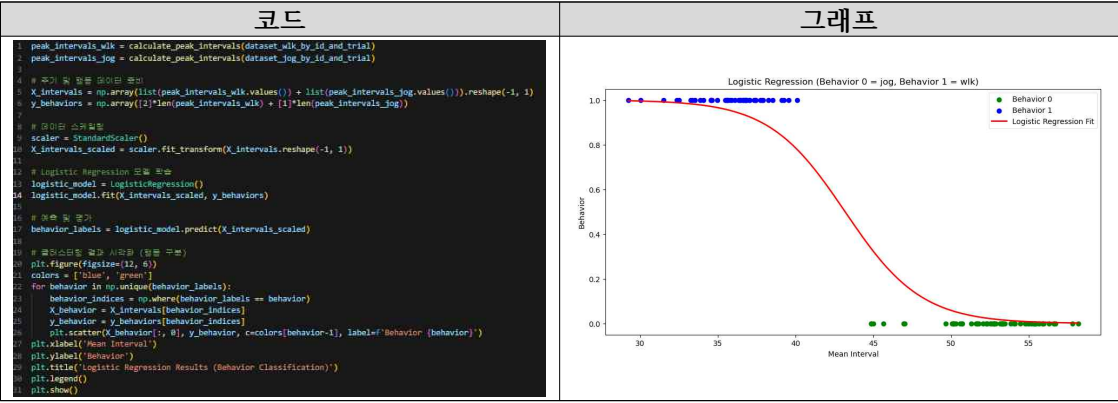 코드
그래프
1 peak_intervals_wlk = calculate_peak_intervals(dataset_wlk_by_id_and_trial)
2 peak_intervals_jog = calculate_peak_intervals(dataset_jog_by_id_and_trial)
3
4 # 주기 및 행동 데이터 준비
5 X_intervals = np.array(list(peak_intervals_wlk.values()) + list(peak_intervals_jog.values())).reshape(-1, 1)
6 y_behaviors = np.array([2]*len(peak_intervals_wlk) + [1]*len(peak_intervals_jog))
7
8 # 데이터 스케일링
9 scaler = StandardScaler()
10 X_intervals_scaled = scaler.fit_transform(X_intervals.reshape(-1, 1))
11
12 # Logistic Regression 모델 학습
13 logistic_model = LogisticRegression()
14 logistic_model.fit(X_intervals_scaled, y_behaviors)
15
16 # 예측 및 평가
17 behavior_labels = logistic_model.predict(X_intervals_scaled)
18
19 # 클러스터링 결과 시각화 (행동 구분)
20 plt.figure(figsize=(12, 6))
21 colors = ['blue', 'green']
22 for behavior in np.unique(behavior_labels):
23 behavior_indices = np.where(behavior_labels == behavior)
24 X_behavior = X_intervals[behavior_indices]
25 y_behavior = y_behaviors[behavior_indices]
26 plt.scatter(X_behavior[:, 0], y_behavior, c=colors[behavior-1], label=f'Behavior {behavior}')
27 plt.xlabel('Mean Interval')
28 plt.ylabel('Behavior')
29 plt.title('Logistic Regression Results (Behavior Classification)')
30 plt.legend()
31 plt.show()
Logistic Regression (Behavior 0 = jog, Behavior 1 = wlk)
Behavior 0
Behavior 1
Logistic Regression Fit
1.0
0.8
0.6
0.4
0.2
0.0
Behavior
30 35 40 45 50 55
Mean Interval